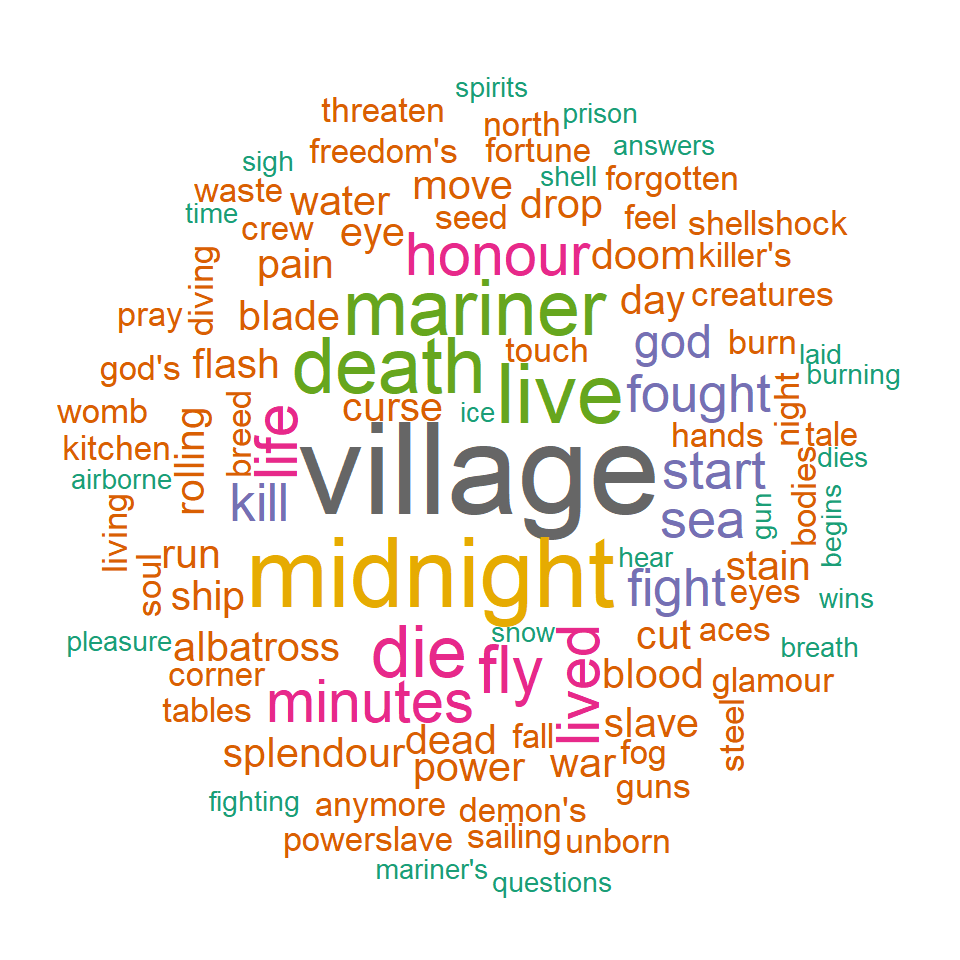 spirits
threaten
north
prison
freedom's
fortune
answers
sigh
shell
forgotten
waste
water
move
time
seed
drop
feel
shellshock
crew
eye
honour
doom
killer's
diving
pain
pray
blade
mariner
day
creatures
god's
flash
death
touch
god
burn
laid
burning
womb
curse
ice
live
fought
night
kitchen
rolling
breed
life
village
hands
tale
airborne
kill
start
bodies
dies
living
sea
gun
begins
soul
run
midnight
hear
stain
ship
fight
eyes
wins
pleasure
albatross
die
snow
fly
lived
cut
aces
breath
corner
minutes
blood
glamour
tables
dead
fall
slave
steel
splendour
power
war
fog
guns
fighting
anymore
demon's
powerslave
sailing
unborn
mariner's
questions